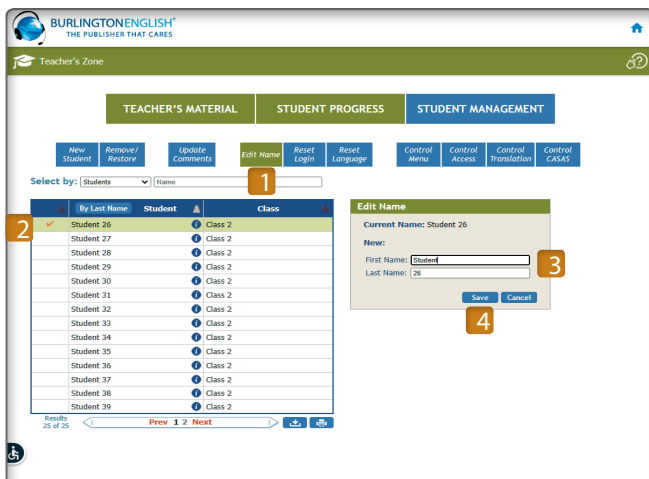 BURLINGTONENGLISH
THE PUBLISHER THAT CARES
Teacher's Zone
TEACHER'S MATERIAL STUDENT PROGRESS STUDENT MANAGEMENT
New Student Remove/ Restore Update Comments Edit Name Reset Login Reset Language Control Menu Control Access Control Translation Control CASAS
1
Select by: Students Name
By Last Name Student Class
2
Student 26 i Class 2
Student 27 i Class 2
Student 28 i Class 2
Student 29 i Class 2
Student 30 i Class 2
Student 31 i Class 2
Student 32 i Class 2
Student 33 i Class 2
Student 34 i Class 2
Student 35 i Class 2
Student 36 i Class 2
Student 37 i Class 2
Student 38 i Class 2
Student 39 i Class 2
Results
25 of 25
Prev 1 2 Next
Edit Name
Current Name: Student 26
New:
First Name: Student
Last Name: 26
3
Save Cancel
4